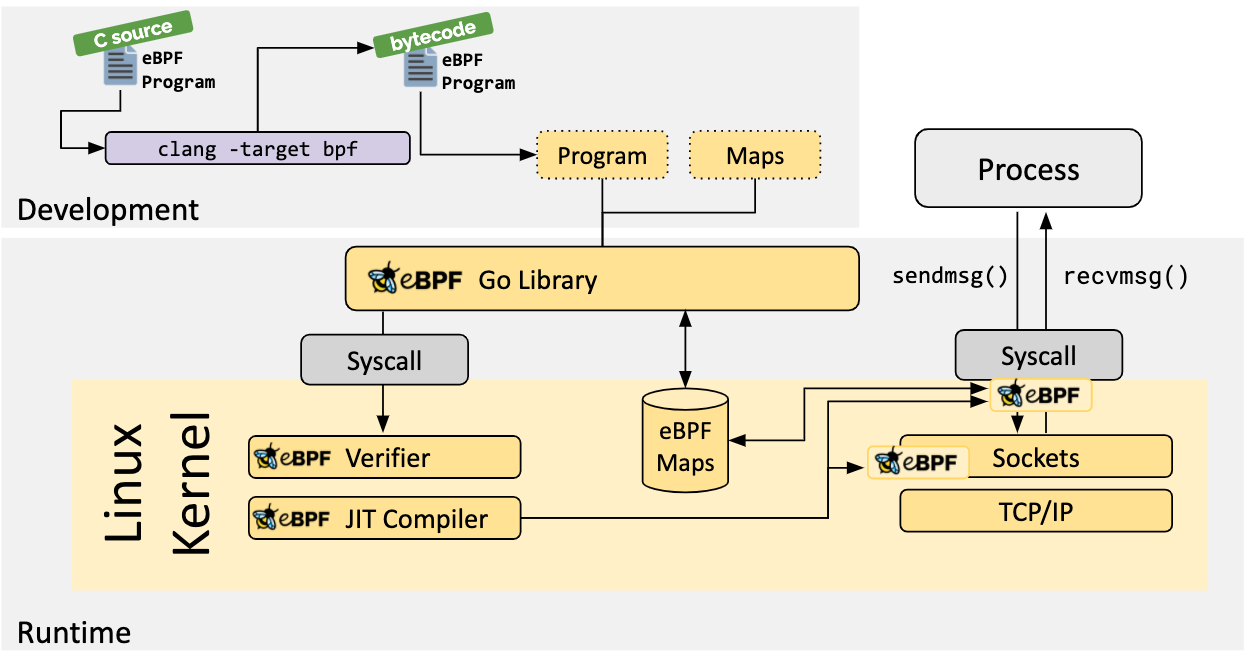 C source
eBPF
Program
bytecode
eBPF
Program
clang -target bpf
Program
Maps
Development
Process
eBPF Go Library
sendmsg()
recvmsg()
Syscall
Syscall
eBPF
Linux
Kernel
eBPF
Maps
eBPF Verifier
eBPF Sockets
eBPF JIT Compiler
TCP/IP
Runtime